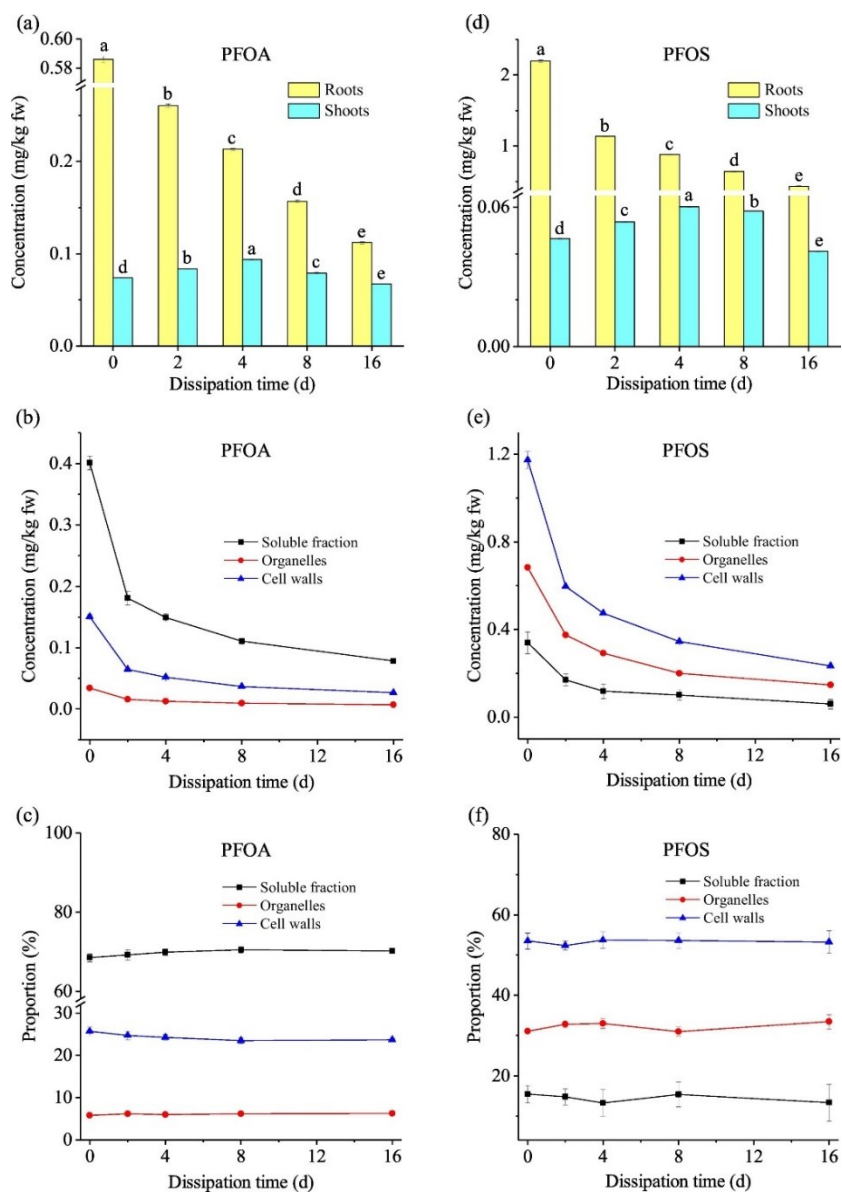 (a)
PFOA
Concentration (mg/kg fw)
0.60
0.58
0.2
0.1
0.0
Roots
Shoots
a
b
c
d
e
d
b
a
c
e
0
2
4
8
16
Dissipation time (d)
(d)
PFOS
Concentration (mg/kg fw)
2
1
0.06
0.00
Roots
Shoots
a
b
c
d
e
d
c
a
b
e
0
2
4
8
16
Dissipation time (d)
(b)
PFOA
Concentration (mg/kg fw)
0.4
0.3
0.2
0.1
0.0
Soluble fraction
Organelles
Cell walls
0
4
8
12
16
Dissipation time (d)
(e)
PFOS
Concentration (mg/kg fw)
1.2
0.8
0.4
0.0
Soluble fraction
Organelles
Cell walls
0
4
8
12
16
Dissipation time (d)
(c)
PFOA
Proportion (%)
100
80
60
30
20
10
0
Soluble fraction
Organelles
Cell walls
0
4
8
12
16
Dissipation time (d)
(f)
PFOS
Proportion (%)
80
60
40
20
Soluble fraction
Organelles
Cell walls
0
4
8
12
16
Dissipation time (d)